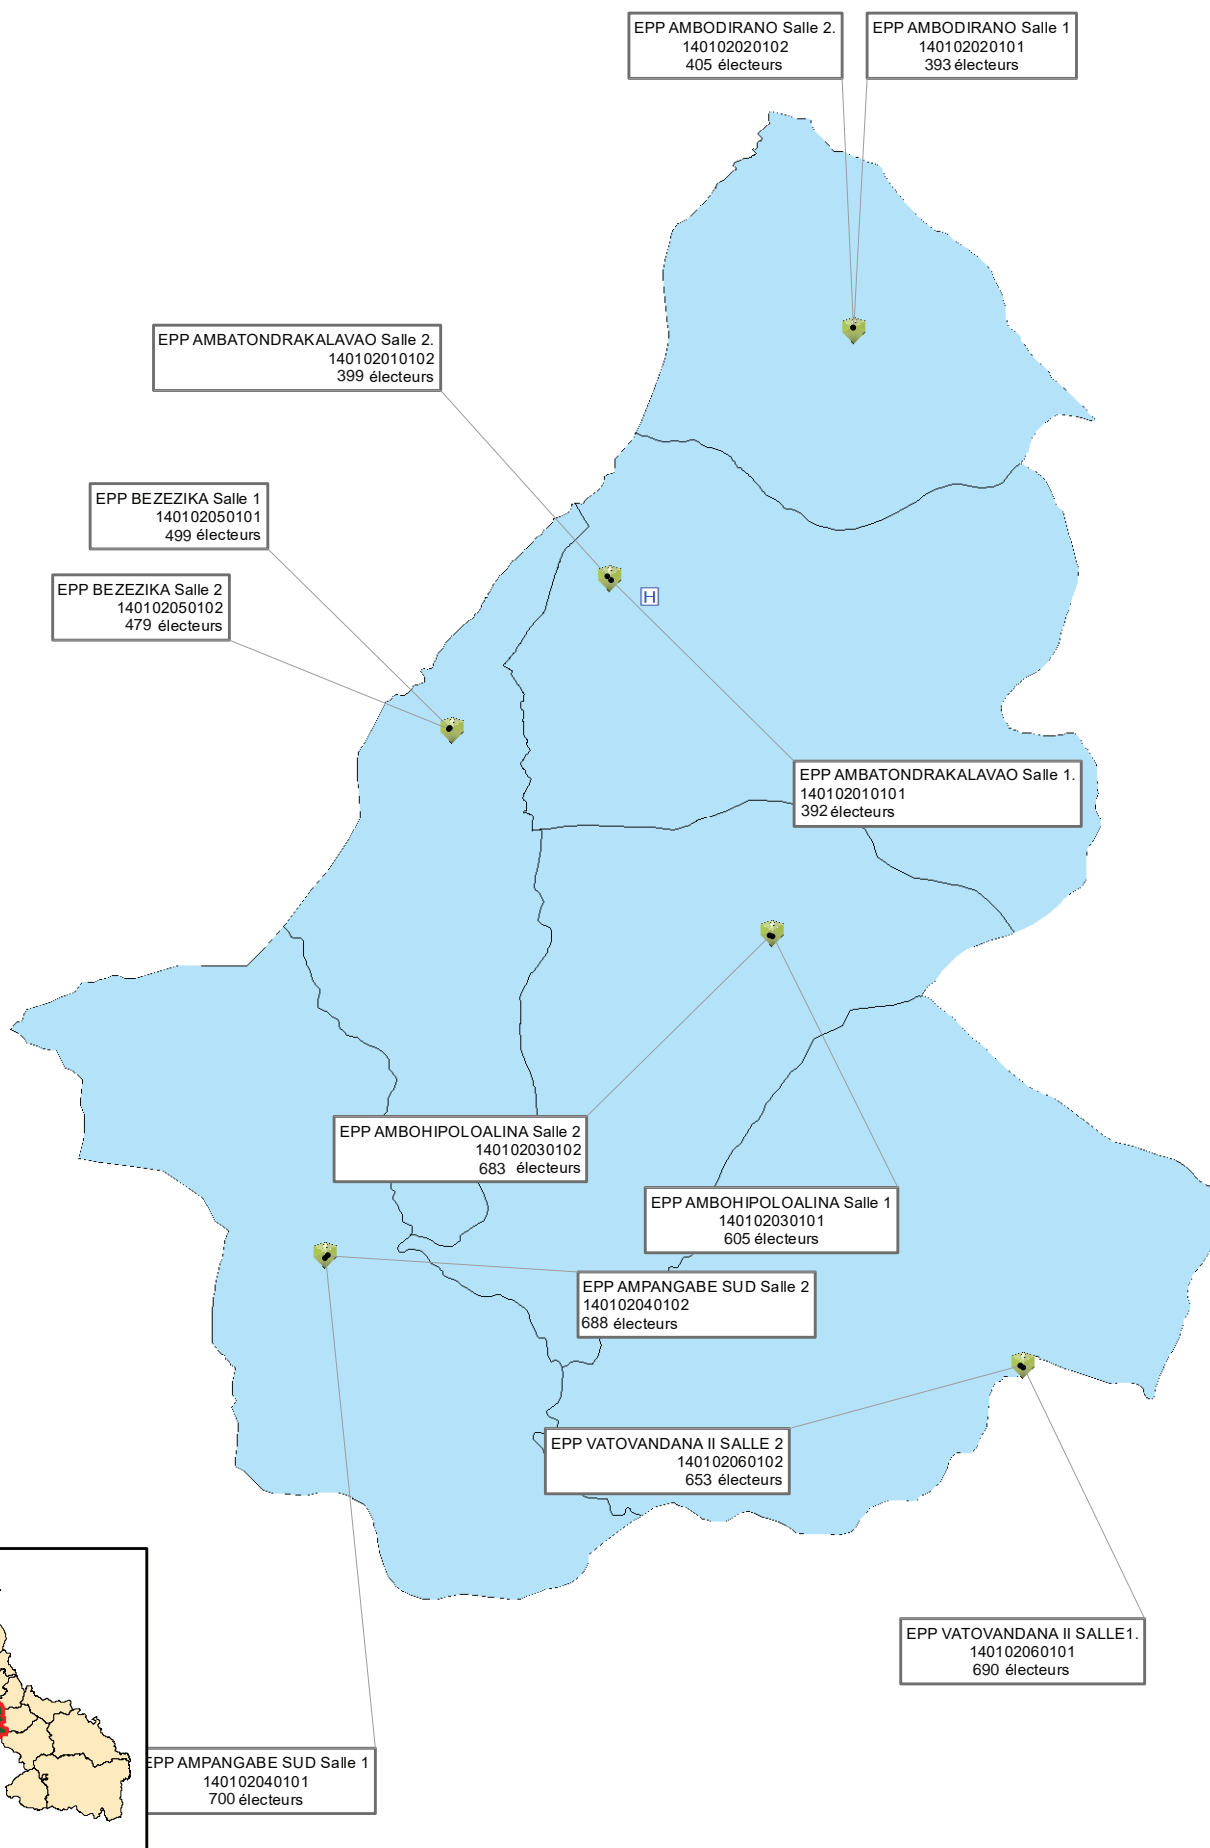 EPP AMBODIRANO Salle 2.
140102020102
405 électeurs
EPP AMBODIRANO Salle 1
140102020101
393 électeurs
EPP AMBATONDRAKALAVAO Salle 2.
140102010102
399 électeurs
EPP BEZEZIKA Salle 1
140102050101
499 électeurs
EPP BEZEZIKA Salle 2
140102050102
479 électeurs
H
EPP AMBATONDRAKALAVAO Salle 1.
140102010101
392 électeurs
EPP AMBOHIPOLOALINA Salle 2
140102030102
683 électeurs
EPP AMBOHIPOLOALINA Salle 1
140102030101
605 électeurs
EPP AMPANGABE SUD Salle 2
140102040102
688 électeurs
EPP VATOVANDANA II SALLE 2
140102060102
653 électeurs
EPP VATOVANDANA II SALLE1.
140102060101
690 électeurs
EPP AMPANGABE SUD Salle 1
140102040101
700 électeurs